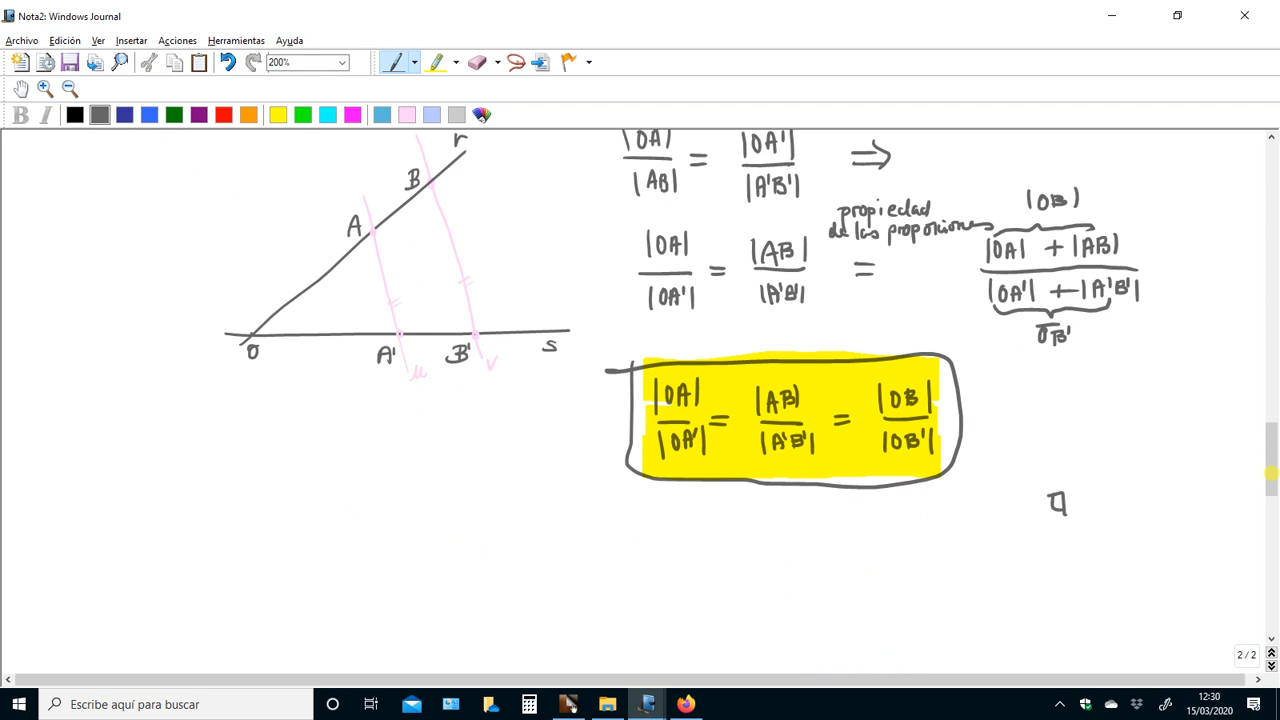 Nota2: Windows Journal
Archivo Edición Ver Insertar Acciones Herramientas Ayuda
200%
B I
r
B
A
O A' B' s
u v
|OA| / |AB| = |OA'| / |A'B'| ⇒
|OA| / |OA'| = |AB| / |A'B'| =
propiedad
de las proporciones
|OB|
|OA| + |AB|
|OA'| + |A'B'|
OB'
|OA| / |OA'| = |AB| / |A'B'| = |OB| / |OB'|
2 / 2
Escribe aquí para buscar
12:30
15/03/2020